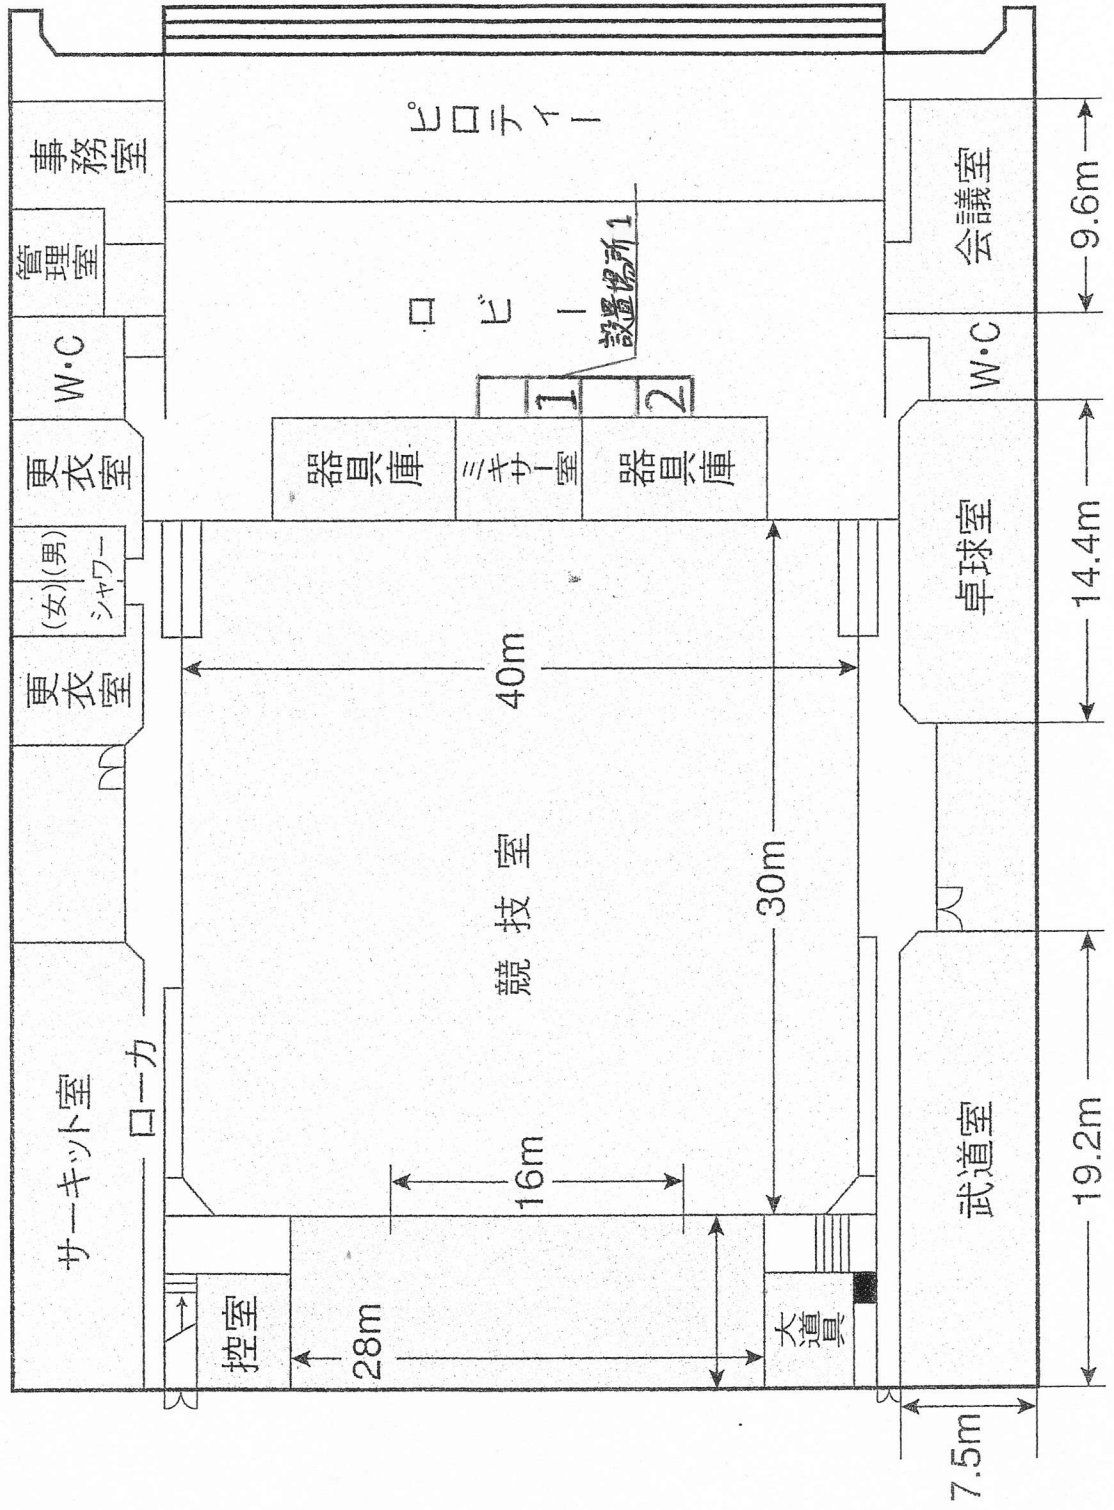 サーキット室
更衣室
(女)(男)
シャワー
更衣室
W・C
管理室
事務室
ローカ
控室
28m
16m
競技室
40m
30m
器具庫
ミキサー室
器具庫
1
2
設置場所1
ロビー
ピロティー
大道具
武道室
卓球室
W・C
会議室
7.5m
19.2m
14.4m
9.6m